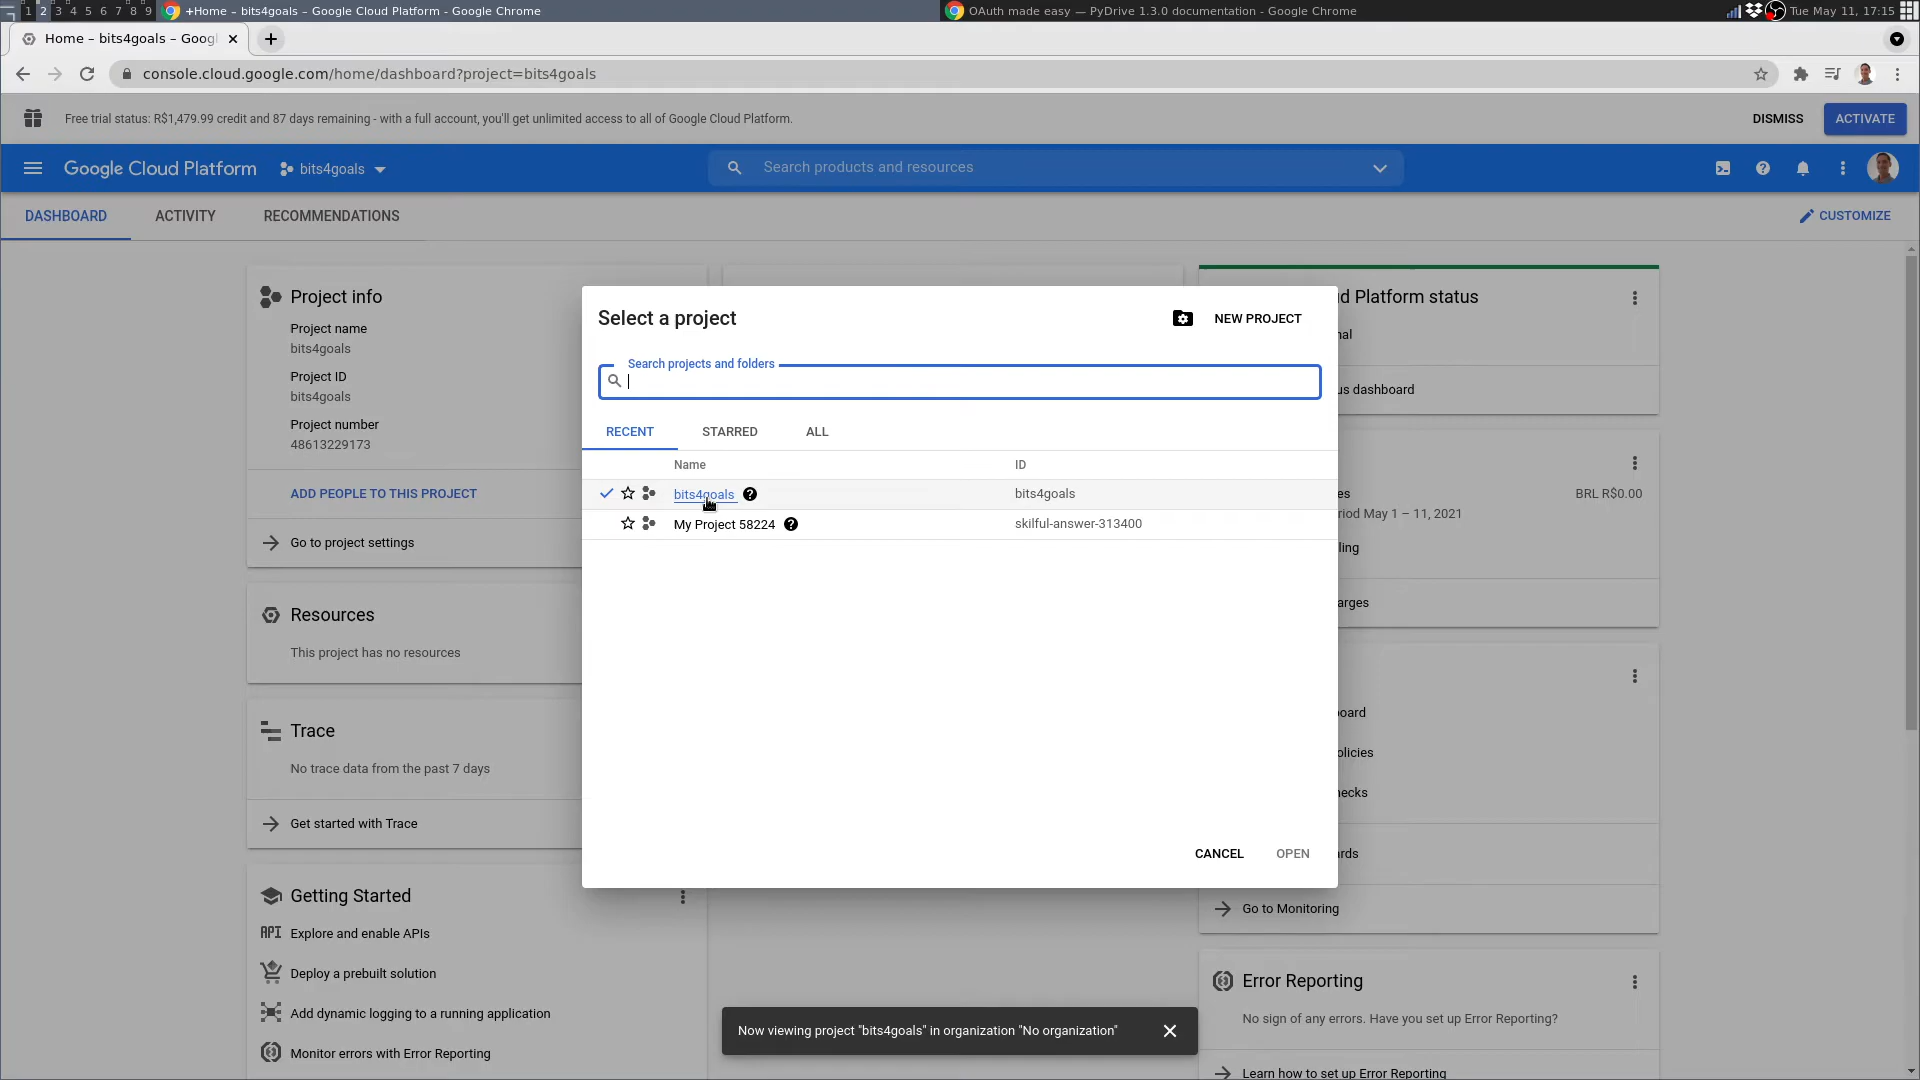 1 2 3 4 5 6 7 8 9
+Home – bits4goals – Google Cloud Platform - Google Chrome
OAuth made easy — PyDrive 1.3.0 documentation - Google Chrome
Tue May 11, 17:15
Home – bits4goals – Goog
console.cloud.google.com/home/dashboard?project=bits4goals
Free trial status: R$1,479.99 credit and 87 days remaining - with a full account, you'll get unlimited access to all of Google Cloud Platform.
DISMISS
ACTIVATE
Google Cloud Platform
bits4goals
Search products and resources
DASHBOARD
ACTIVITY
RECOMMENDATIONS
CUSTOMIZE
Project info
Project name
bits4goals
Project ID
bits4goals
Project number
48613229173
ADD PEOPLE TO THIS PROJECT
Go to project settings
Resources
This project has no resources
Trace
No trace data from the past 7 days
Get started with Trace
Getting Started
API Explore and enable APIs
Deploy a prebuilt solution
Add dynamic logging to a running application
Monitor errors with Error Reporting
Select a project
NEW PROJECT
Search projects and folders
RECENT
STARRED
ALL
Name
ID
bits4goals
bits4goals
My Project 58224
skilful-answer-313400
CANCEL
OPEN
Now viewing project "bits4goals" in organization "No organization"
d Platform status
nal
us dashboard
es
BRL R$0.00
riod May 1 – 11, 2021
lling
arges
board
olicies
hecks
ards
Go to Monitoring
Error Reporting
No sign of any errors. Have you set up Error Reporting?
Learn how to set up Error Reporting